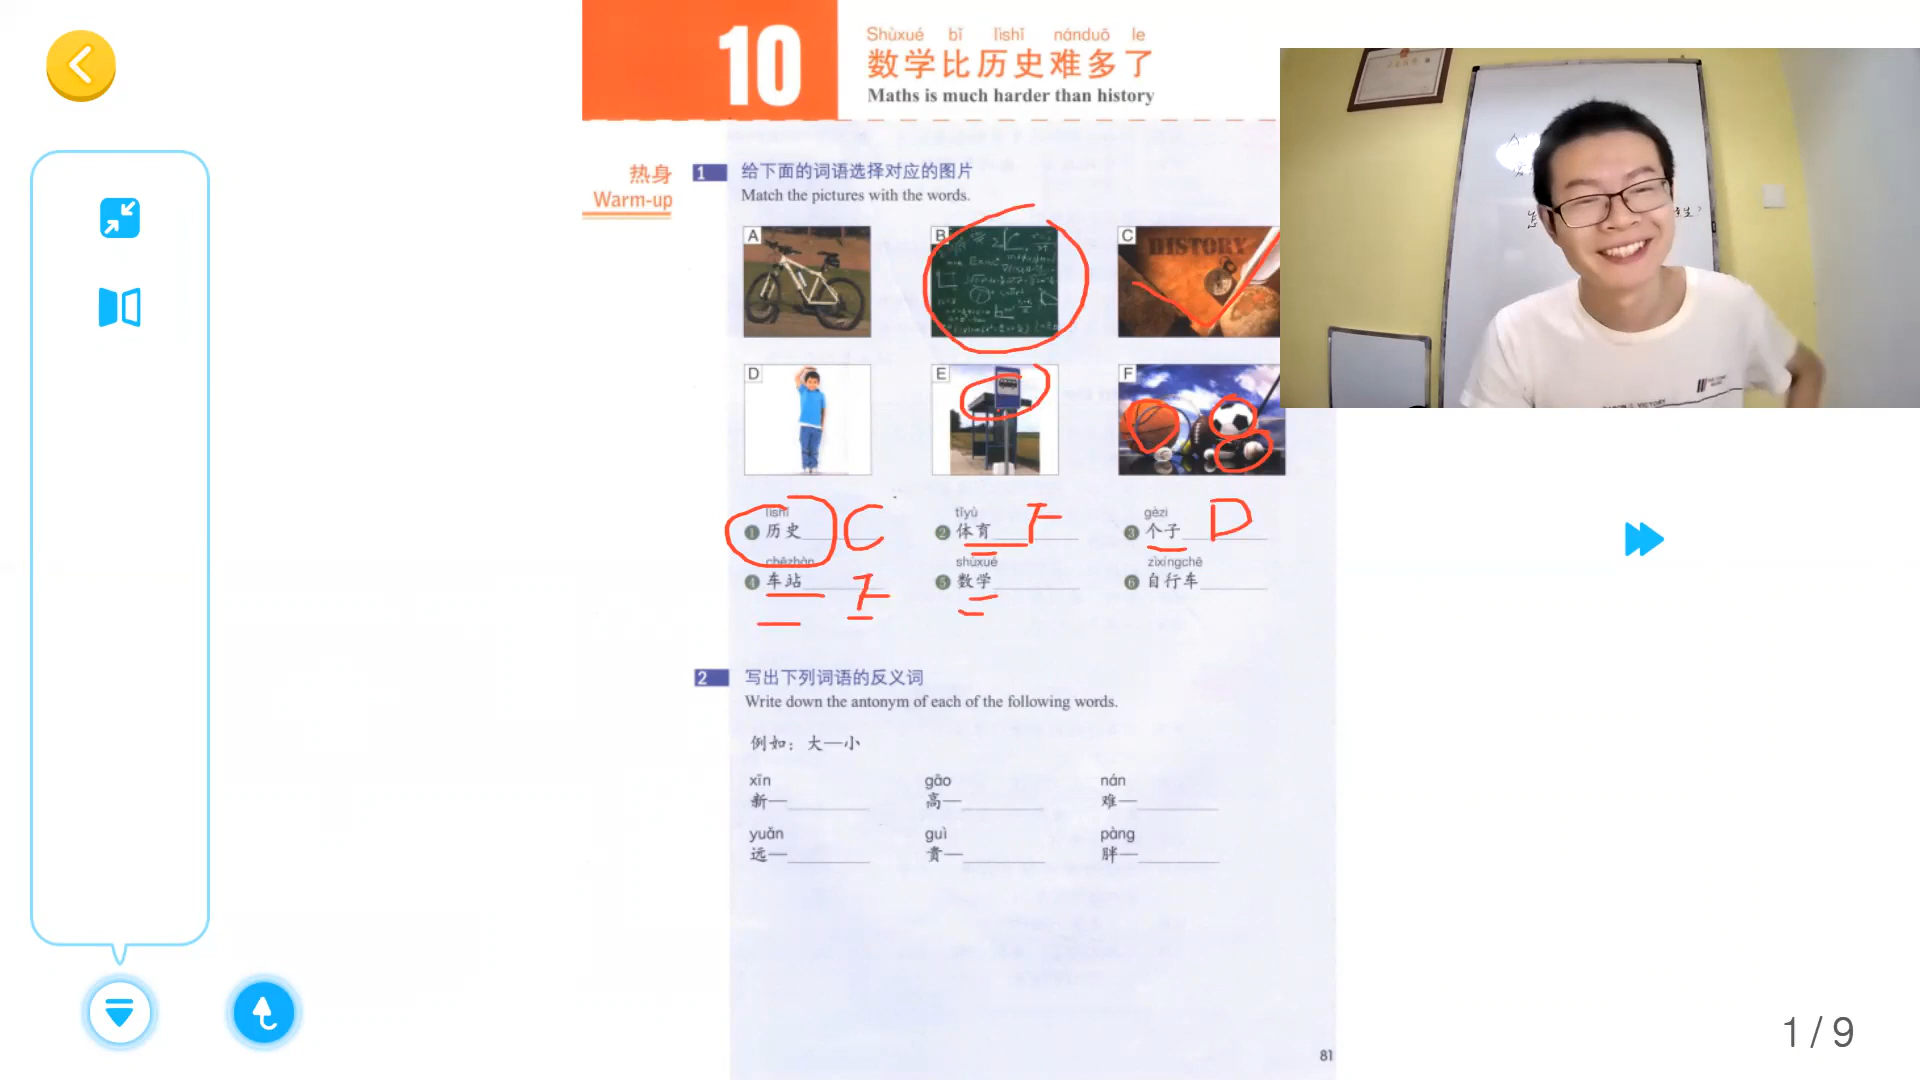 10
Shùxué bǐ lìshǐ nánduō le
数学比历史难多了
Maths is much harder than history
热身
Warm-up
1 给下面的词语选择对应的图片
Match the pictures with the words.
A B C
HISTORY
D E F
lìshǐ tǐyù gèzi
1 历史 C 2 体育 F 3 个子 D
chēzhàn shùxué zìxíngchē
4 车站 5 数学 6 自行车
2 写出下列词语的反义词
Write down the antonym of each of the following words.
例如：大—小
xīn gāo nán
新— 高— 难—
yuǎn guì pàng
远— 贵— 胖—
81
1 / 9